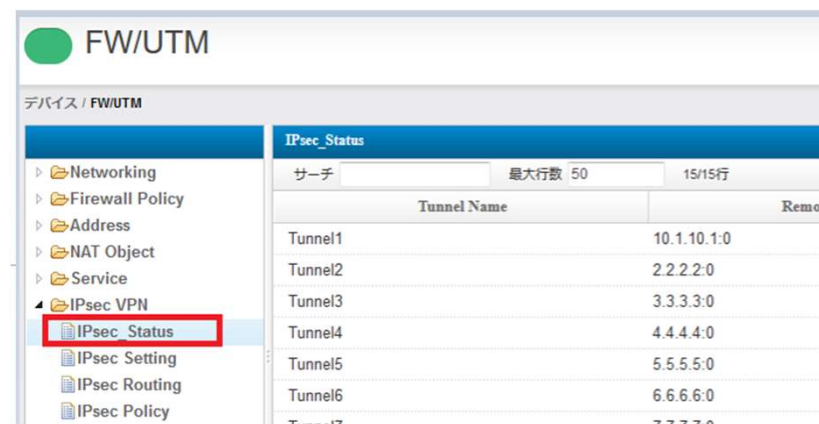 FW/UTM
デバイス / FW/UTM
IPsec_Status
Networking
Firewall Policy
Address
NAT Object
Service
IPsec VPN
IPsec_Status
IPsec Setting
IPsec Routing
IPsec Policy
サーチ 最大行数 50 15/15行
Tunnel Name Remo
Tunnel1 10.1.10.1:0
Tunnel2 2.2.2.2:0
Tunnel3 3.3.3.3:0
Tunnel4 4.4.4.4:0
Tunnel5 5.5.5.5:0
Tunnel6 6.6.6.6:0